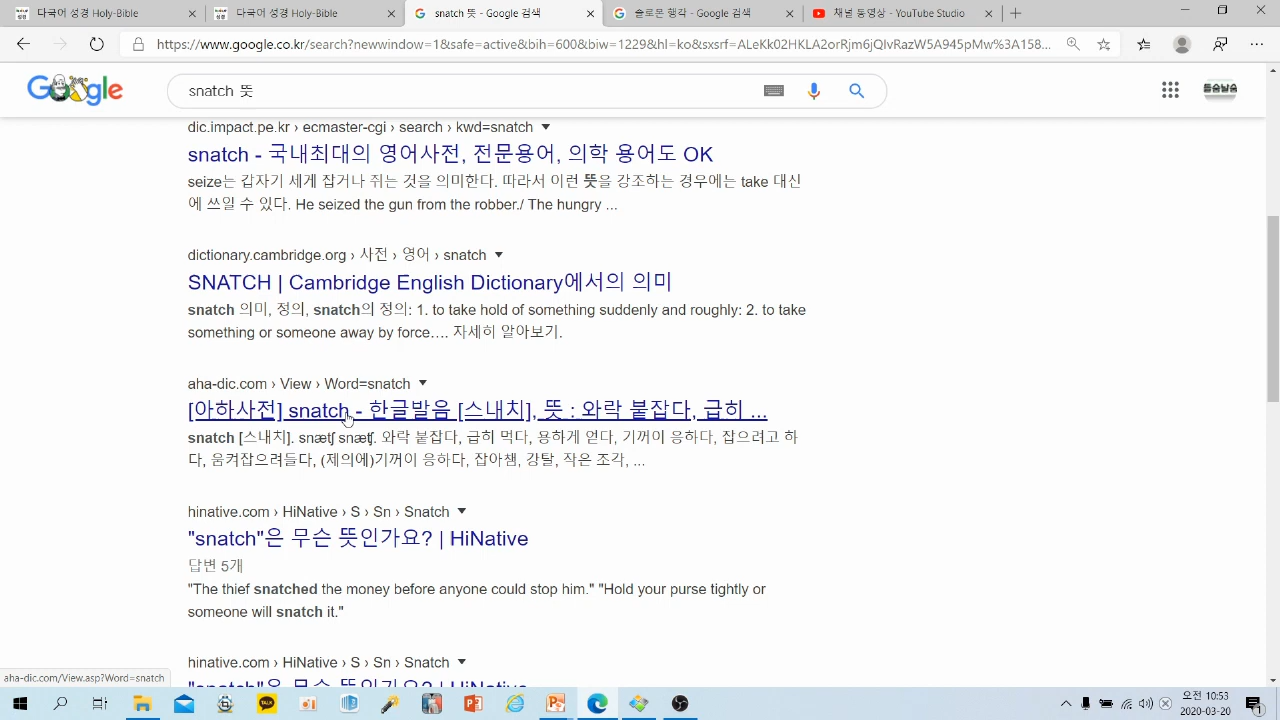 다국어 성경 Holy-Bible
다국어 성경 Holy-Bible
snatch 뜻 - Google 검색
솔로몬 행각 - Google 검색
채널 동영상 - YouTube Studio
https://www.google.co.kr/search?newwindow=1&safe=active&bih=600&biw=1229&hl=ko&sxsrf=ALeKk02HKLA2orRjm6jQIvRazW5A945pMw%3A158...
Google
snatch 뜻
dic.impact.pe.kr › ecmaster-cgi › search › kwd=snatch
snatch - 국내최대의 영어사전, 전문용어, 의학 용어도 OK
seize는 갑자기 세게 잡거나 쥐는 것을 의미한다. 따라서 이런 뜻을 강조하는 경우에는 take 대신
에 쓰일 수 있다. He seized the gun from the robber./ The hungry ...
dictionary.cambridge.org › 사전 › 영어 › snatch
SNATCH | Cambridge English Dictionary에서의 의미
snatch 의미, 정의, snatch의 정의: 1. to take hold of something suddenly and roughly: 2. to take
something or someone away by force…. 자세히 알아보기.
aha-dic.com › View › Word=snatch
[아하사전] snatch - 한글발음 [스내치], 뜻 : 와락 붙잡다, 급히 ...
snatch [스내치]. snætʃ snætʃ. 와락 붙잡다, 급히 먹다, 용하게 얻다, 기꺼이 응하다, 잡으려고 하
다, 움켜잡으려들다, (제의에)기꺼이 응하다, 잡아챔, 강탈, 작은 조각, ...
hinative.com › HiNative › S › Sn › Snatch
"snatch"은 무슨 뜻인가요? | HiNative
답변 5개
"The thief snatched the money before anyone could stop him." "Hold your purse tightly or
someone will snatch it."
hinative.com › HiNative › S › Sn › Snatch
"snatch"은 무슨 뜻인가요? | HiNative
aha-dic.com/View.asp?Word=snatch
TALK
오전 10:53
2020-03-20
1